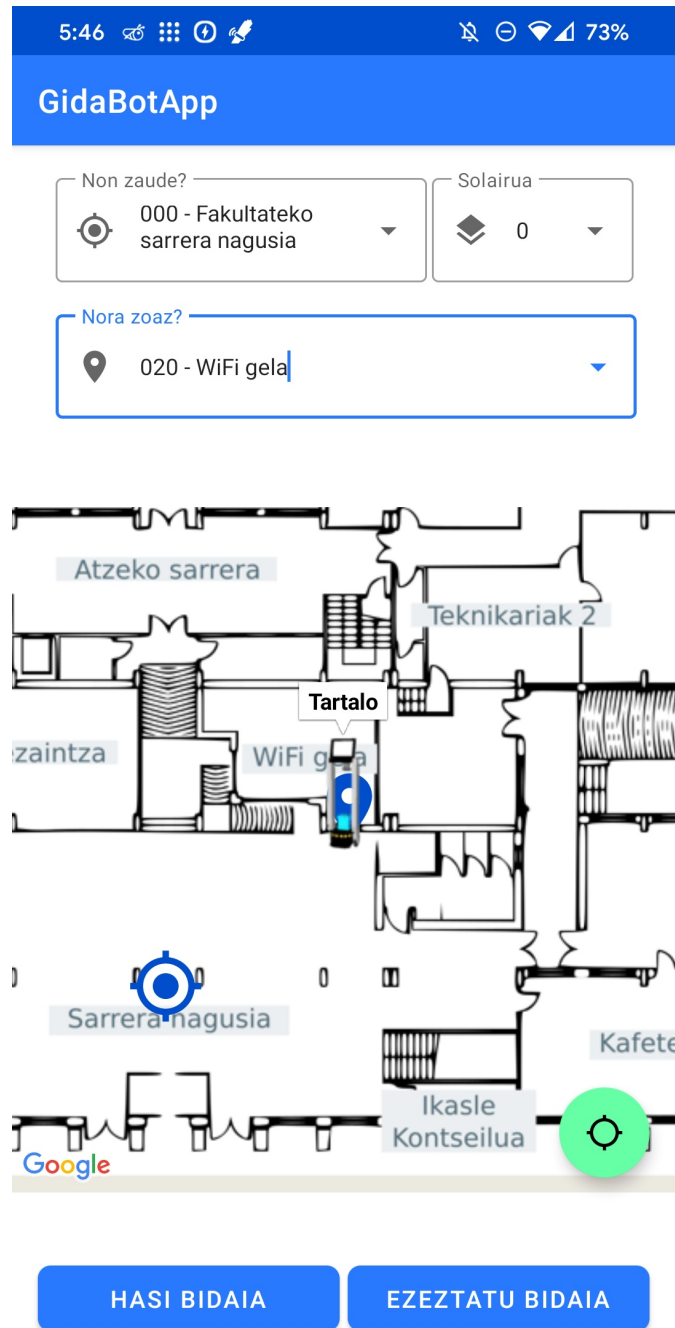 5:46
73%
GidaBotApp
Non zaude?
Solairua
000 - Fakultateko
sarrera nagusia
0
Nora zoaz?
020 - WiFi gela
Atzeko sarrera
Teknikariak 2
Tartalo
zaintza
WiFi gela
Sarrera nagusia
Kafete
Ikasle
Kontseilua
Google
HASI BIDAIA
EZEZTATU BIDAIA